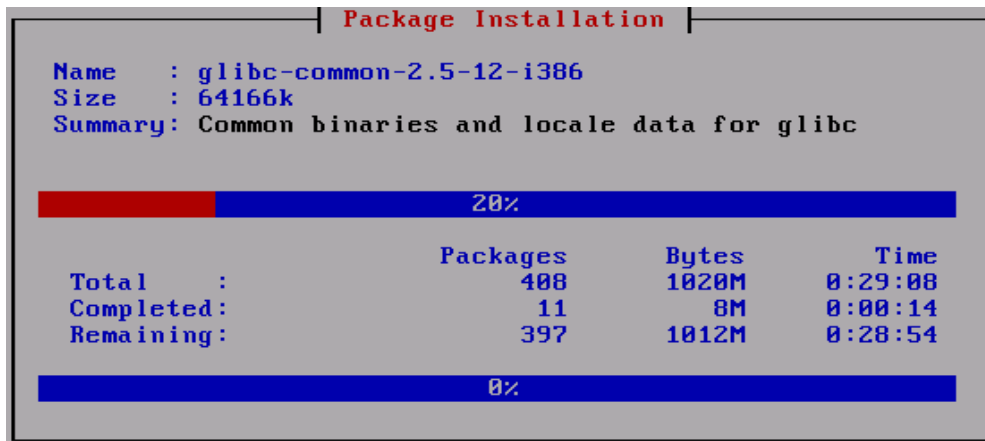 Package Installation
Name : glibc-common-2.5-12-i386
Size : 64166k
Summary: Common binaries and locale data for glibc
20%
Packages Bytes Time
Total : 408 1020M 0:29:08
Completed: 11 8M 0:00:14
Remaining: 397 1012M 0:28:54
0%